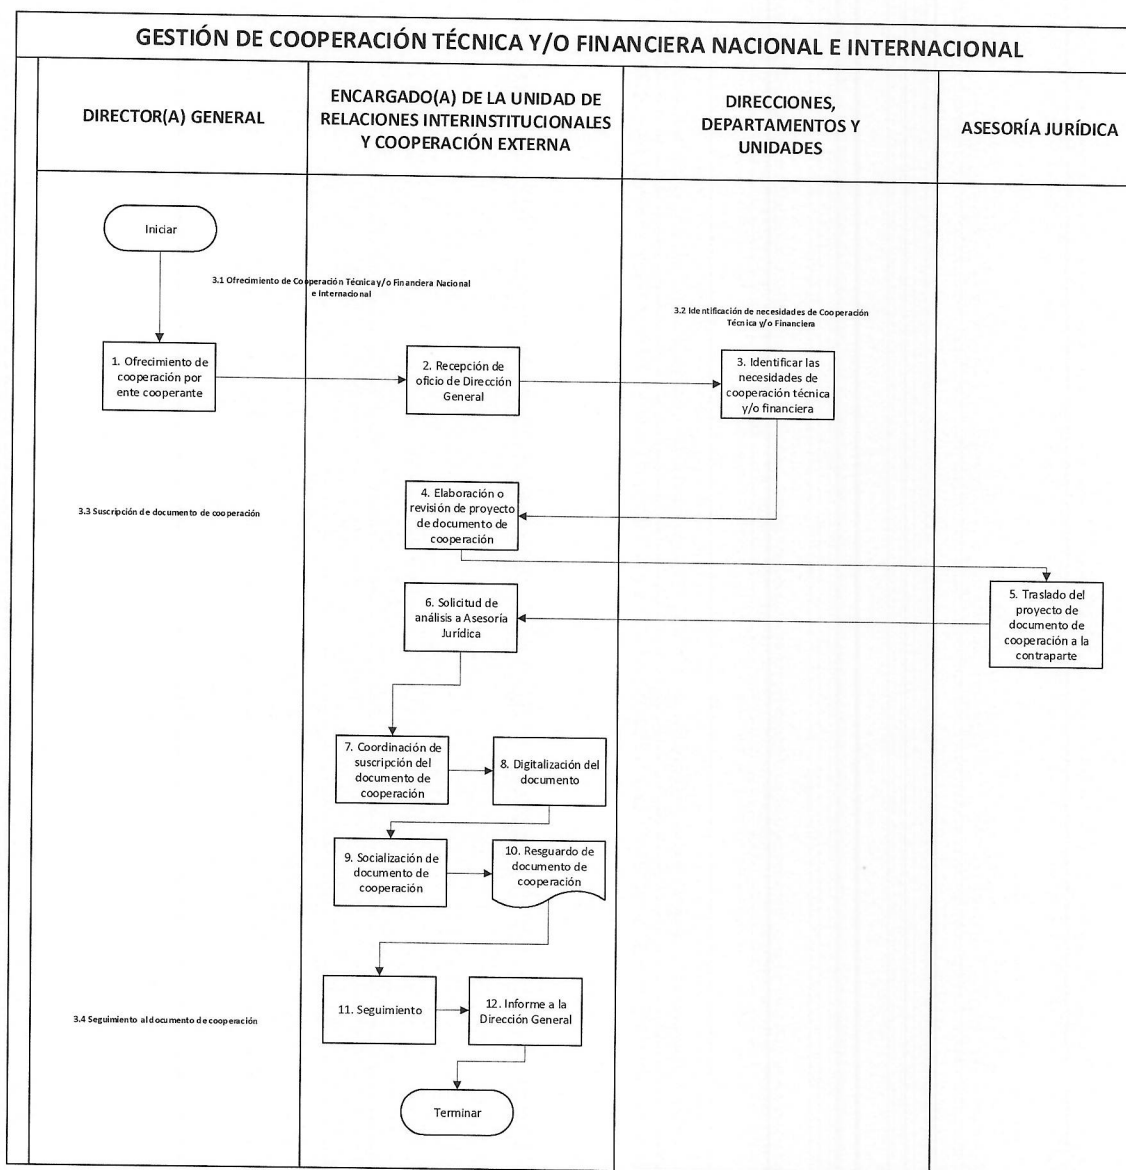 GESTIÓN DE COOPERACIÓN TÉCNICA Y/O FINANCIERA NACIONAL E INTERNACIONAL
DIRECTOR(A) GENERAL
ENCARGADO(A) DE LA UNIDAD DE
RELACIONES INTERINSTITUCIONALES
Y COOPERACIÓN EXTERNA
DIRECCIONES,
DEPARTAMENTOS Y
UNIDADES
ASESORÍA JURÍDICA
Iniciar
3.1 Ofrecimiento de Cooperación Técnica y/o Financiera Nacional
e Internacional
3.2 Identificación de necesidades de Cooperación
Técnica y/o Financiera
1. Ofrecimiento de
cooperación por
ente cooperante
2. Recepción de
oficio de Dirección
General
3. Identificar las
necesidades de
cooperación técnica
y/o financiera
3.3 Suscripción de documento de cooperación
4. Elaboración o
revisión de proyecto
de documento de
cooperación
5. Traslado del
proyecto de
documento de
cooperación a la
contraparte
6. Solicitud de
análisis a Asesoría
Jurídica
7. Coordinación de
suscripción del
documento de
cooperación
8. Digitalización del
documento
9. Socialización de
documento de
cooperación
10. Resguardo de
documento de
cooperación
3.4 Seguimiento al documento de cooperación
11. Seguimiento
12. Informe a la
Dirección General
Terminar